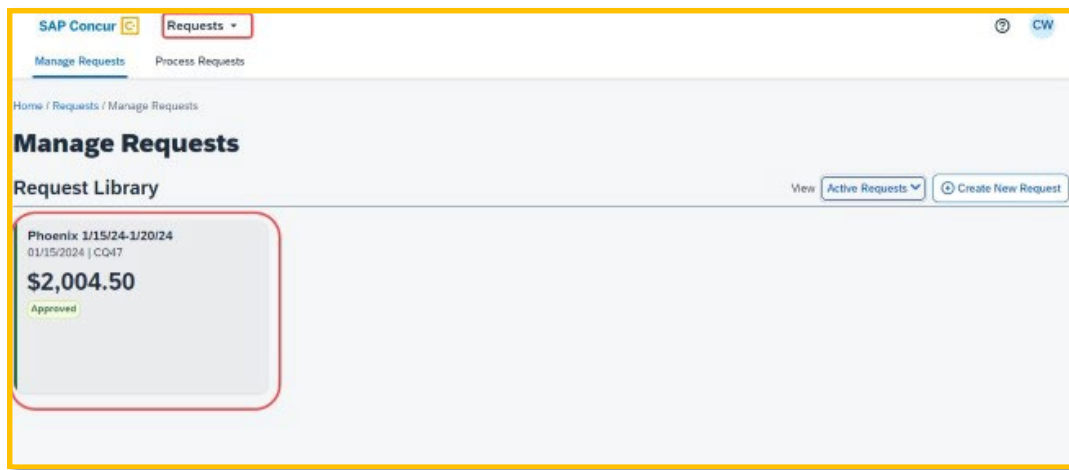 SAP Concur C Requests
CW
Manage Requests Process Requests
Home / Requests / Manage Requests
Manage Requests
Request Library
View Active Requests Create New Request
Phoenix 1/15/24-1/20/24
01/15/2024 | CQ47
$2,004.50
Approved